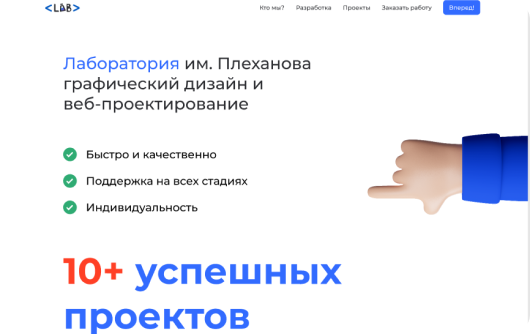 <LAB>
Кто мы? Разработка Проекты Заказать работу Вперед!
Лаборатория им. Плеханова
графический дизайн и
веб-проектирование
Быстро и качественно
Поддержка на всех стадиях
Индивидуальность
10+ успешных
проектов